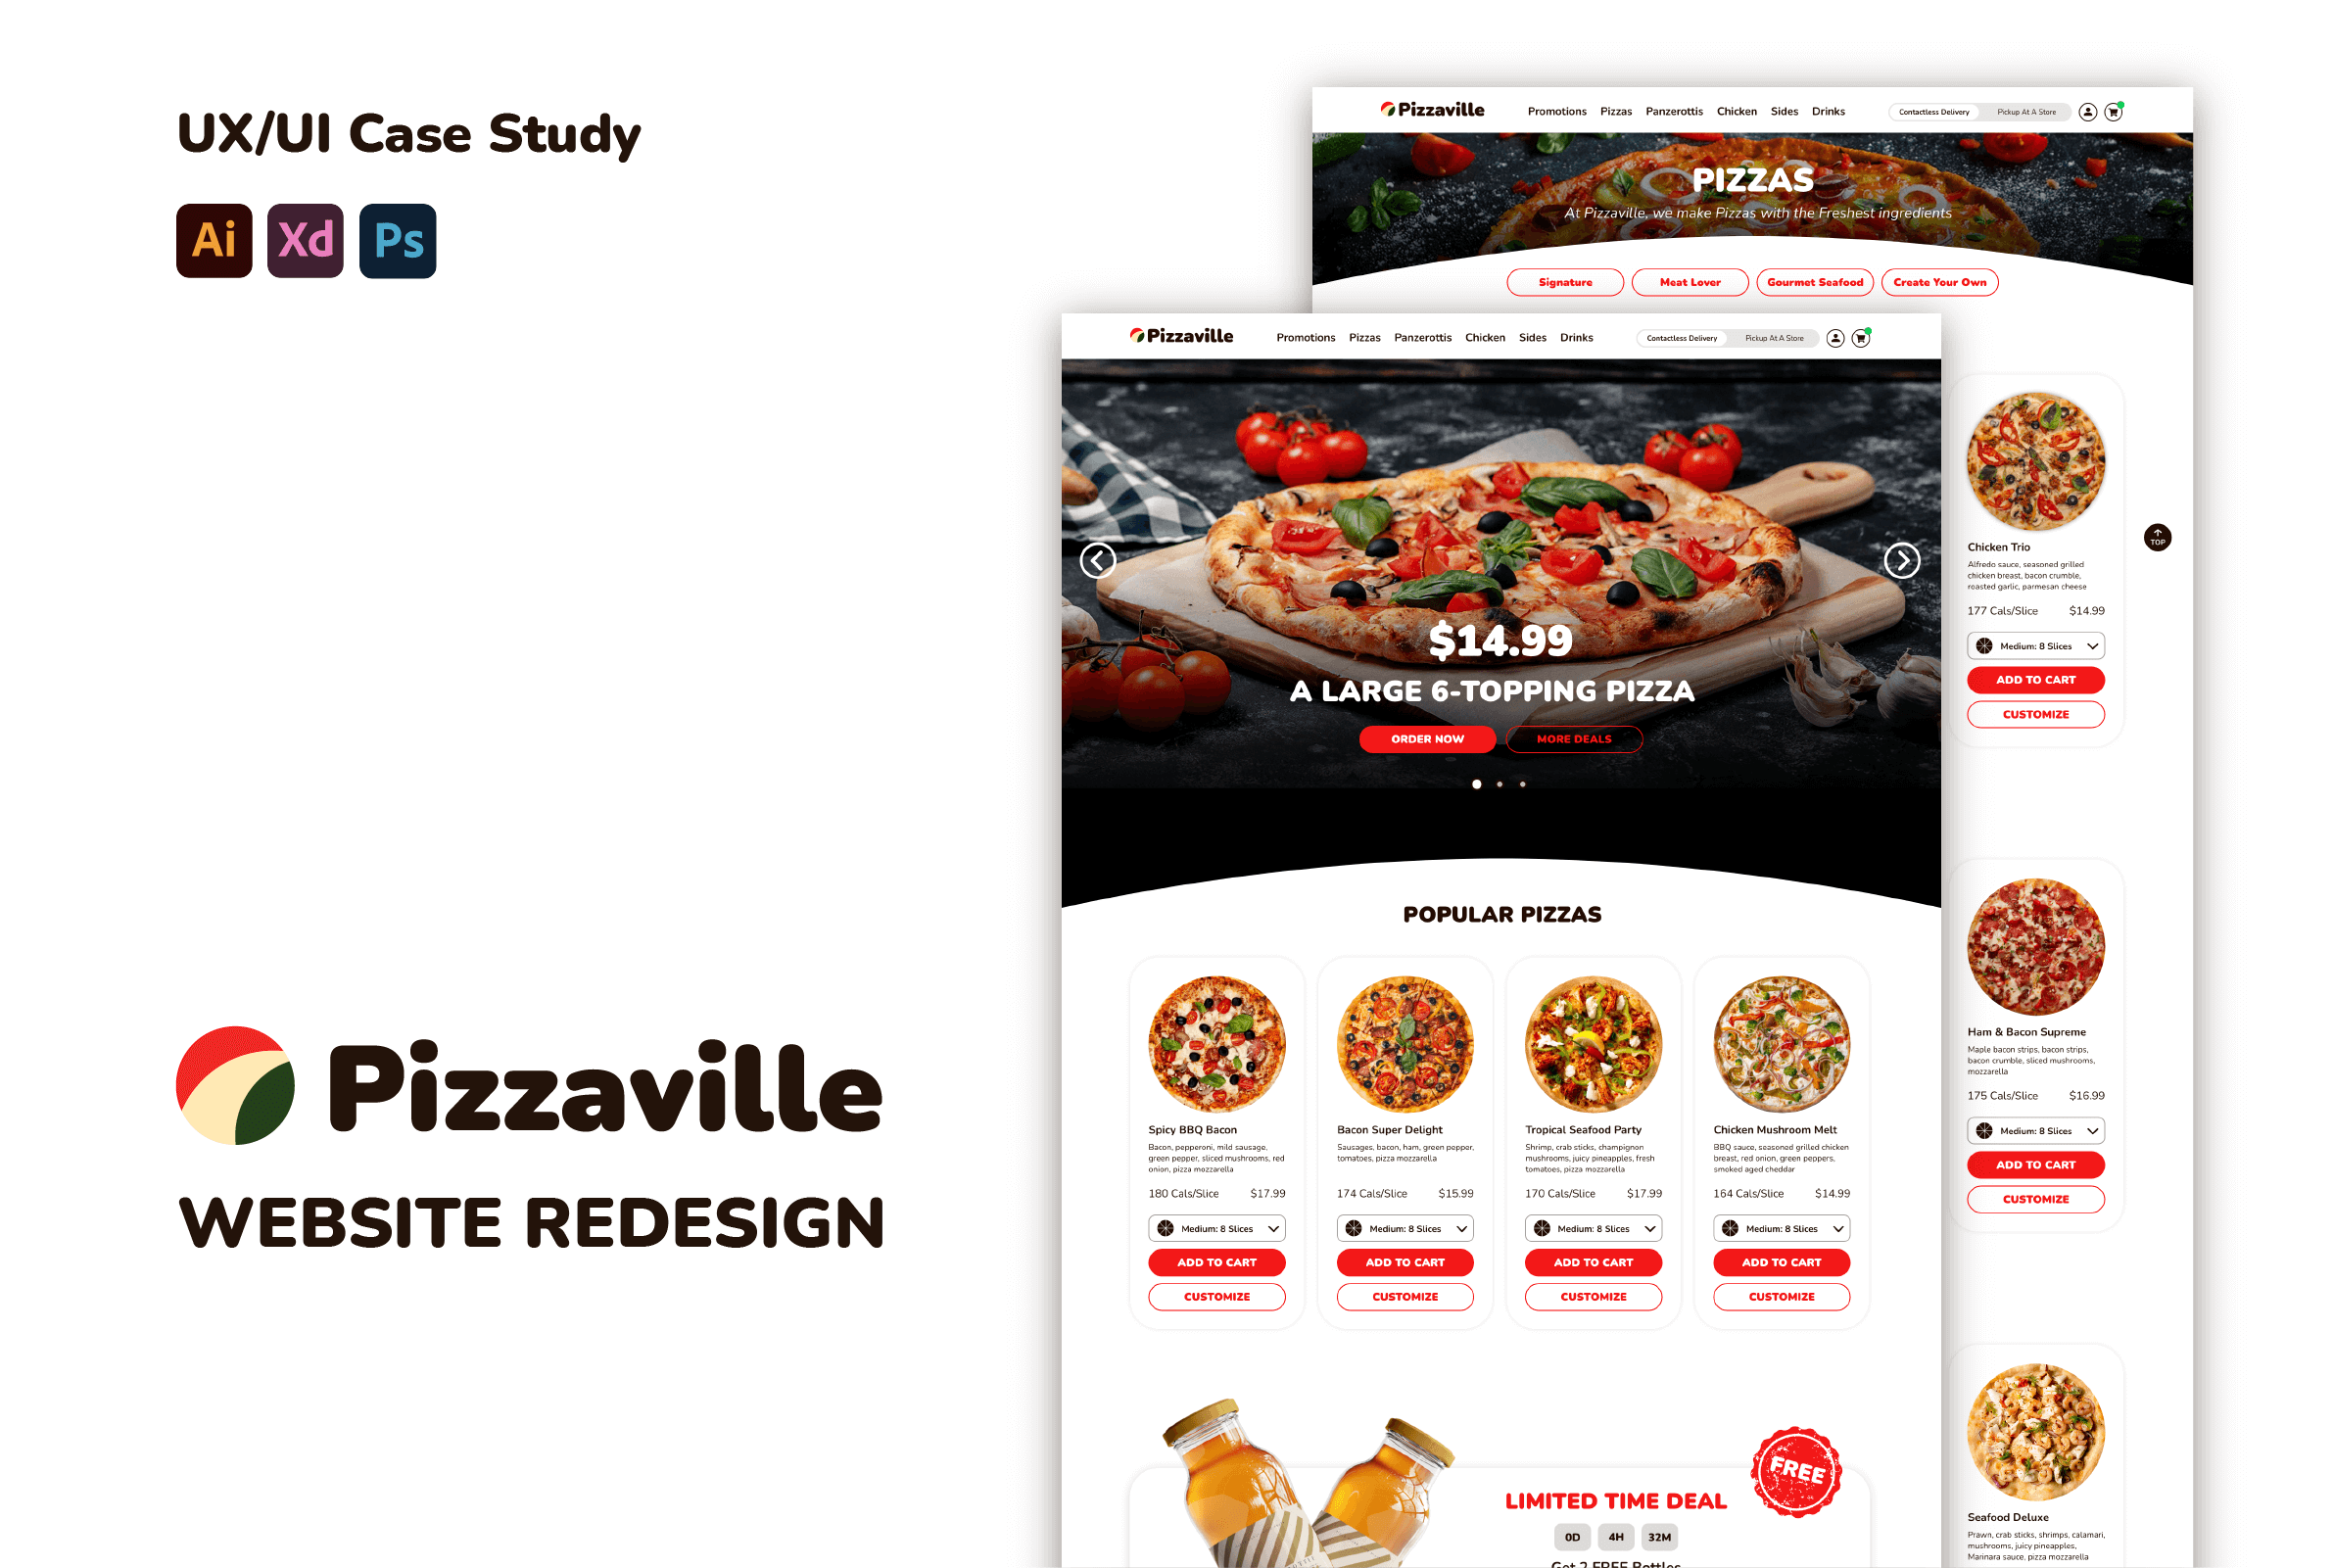 UX/UI Case Study
Ai Xd Ps
Pizzaville
WEBSITE REDESIGN
Pizzaville Promotions Pizzas Panzerottis Chicken Sides Drinks Contactless Delivery Pickup At A Store
PIZZAS
At Pizzaville, we make Pizzas with the Freshest ingredients
Signature Meat Lover Gourmet Seafood Create Your Own
Chicken Trio
Alfredo sauce, seasoned grilled
chicken breast, bacon crumble,
roasted garlic, parmesan cheese
177 Cals/Slice $14.99
Medium: 8 Slices
ADD TO CART
CUSTOMIZE
TOP
Ham & Bacon Supreme
Maple bacon strips, bacon strips,
bacon crumble, sliced mushrooms,
mozzarella
175 Cals/Slice $16.99
Medium: 8 Slices
ADD TO CART
CUSTOMIZE
Seafood Deluxe
Prawn, crab sticks, shrimps, calamari,
mushrooms, juicy pineapples,
Marinara sauce, pizza mozzarella
Pizzaville Promotions Pizzas Panzerottis Chicken Sides Drinks Contactless Delivery Pickup At A Store
$14.99
A LARGE 6-TOPPING PIZZA
ORDER NOW MORE DEALS
POPULAR PIZZAS
Spicy BBQ Bacon
Bacon, pepperoni, mild sausage,
green pepper, sliced mushrooms, red
onion, pizza mozzarella
180 Cals/Slice $17.99
Medium: 8 Slices
ADD TO CART
CUSTOMIZE
Bacon Super Delight
Sausages, bacon, ham, green pepper,
tomatoes, pizza mozzarella
174 Cals/Slice $15.99
Medium: 8 Slices
ADD TO CART
CUSTOMIZE
Tropical Seafood Party
Shrimp, crab sticks, champignon
mushrooms, juicy pineapples, fresh
tomatoes, pizza mozzarella
170 Cals/Slice $17.99
Medium: 8 Slices
ADD TO CART
CUSTOMIZE
Chicken Mushroom Melt
BBQ sauce, seasoned grilled chicken
breast, red onion, green peppers,
smoked aged cheddar
164 Cals/Slice $14.99
Medium: 8 Slices
ADD TO CART
CUSTOMIZE
FREE
LIMITED TIME DEAL
0D 4H 32M
Get 2 FREE Bottles